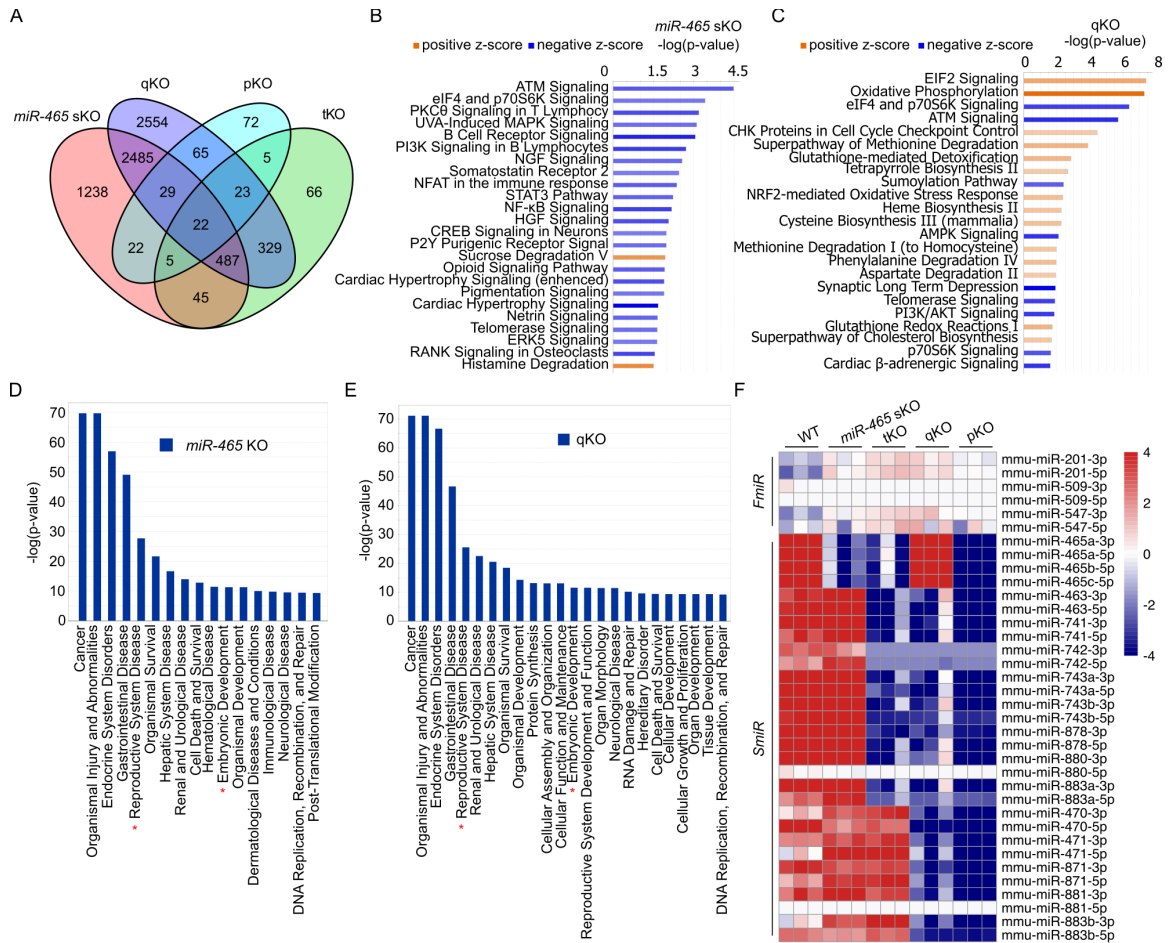 A
miR-465 sKO
qKO
pKO
tKO
2554
72
2485
65
5
1238
29
23
66
22
22
5
487
329
45
B
miR-465 sKO
positive z-score
negative z-score
-log(p-value)
0
1.5
3
4.5
ATM Signaling
eIF4 and p70S6K Signaling
PKCθ Signaling in T Lymphocy
UVA-Induced MAPK Signaling
B Cell Receptor Signaling
PI3K Signaling in B Lymphocytes
NGF Signaling
Somatostatin Receptor 2
NFAT in the immune response
STAT3 Pathway
NF-κB Signaling
HGF Signaling
CREB Signaling in Neurons
P2Y Purigenic Receptor Signal
Sucrose Degradation V
Opioid Signaling Pathway
Cardiac Hypertrophy Signaling (enhanced)
Pigmentation Signaling
Cardiac Hypertrophy Signaling
Netrin Signaling
Telomerase Signaling
ERK5 Signaling
RANK Signaling in Osteoclasts
Histamine Degradation
C
qKO
positive z-score
negative z-score
-log(p-value)
0
2
4
6
8
EIF2 Signaling
Oxidative Phosphorylation
eIF4 and p70S6K Signaling
ATM Signaling
CHK Proteins in Cell Cycle Checkpoint Control
Superpathway of Methionine Degradation
Glutathione-mediated Detoxification
Tetrapyrrole Biosynthesis II
Sumoylation Pathway
NRF2-mediated Oxidative Stress Response
Heme Biosynthesis II
Cysteine Biosynthesis III (mammalia)
AMPK Signaling
Methionine Degradation I (to Homocysteine)
Phenylalanine Degradation IV
Aspartate Degradation II
Synaptic Long Term Depression
Telomerase Signaling
PI3K/AKT Signaling
Glutathione Redox Reactions I
Superpathway of Cholesterol Biosynthesis
p70S6K Signaling
Cardiac β-adrenergic Signaling
D
-log(p-value)
70
60
50
40
30
20
10
0
miR-465 KO
Cancer
Organismal Injury and Abnormalities
Endocrine System Disorders
Gastrointestinal Disease
* Reproductive System Disease
Organismal Survival
Hepatic System Disease
Renal and Urological Disease
Cell Death and Survival
Hematological Disease
* Embryonic Development
Organismal Development
Dermatological Diseases and Conditions
Immunological Disease
Neurological Disease
DNA Replication, Recombination, and Repair
Post-Translational Modification
E
-log(p-value)
70
60
50
40
30
20
10
0
qKO
Cancer
Organismal Injury and Abnormalities
Endocrine System Disorders
Gastrointestinal Disease
* Reproductive System Disease
Renal and Urological Disease
Hepatic System Disease
Organismal Survival
Organismal Development
Protein Synthesis
Cellular Assembly and Organization
Cellular Function and Maintenance
* Embryonic Development
Reproductive System Development and Function
Organ Morphology
Neurological Disease
RNA Damage and Repair
Hereditary Disorder
Cell Death and Survival
Cellular Development
Cellular Growth and Proliferation
Organ Development
Tissue Development
DNA Replication, Recombination, and Repair
F
WT
miR-465 sKO
tKO
qKO
pKO
FmiR
SmiR
mmu-miR-201-3p
mmu-miR-201-5p
mmu-miR-509-3p
mmu-miR-509-5p
mmu-miR-547-3p
mmu-miR-547-5p
mmu-miR-465a-3p
mmu-miR-465a-5p
mmu-miR-465b-5p
mmu-miR-465c-5p
mmu-miR-463-3p
mmu-miR-463-5p
mmu-miR-741-3p
mmu-miR-741-5p
mmu-miR-742-3p
mmu-miR-742-5p
mmu-miR-743a-3p
mmu-miR-743a-5p
mmu-miR-743b-3p
mmu-miR-743b-5p
mmu-miR-878-3p
mmu-miR-878-5p
mmu-miR-880-3p
mmu-miR-880-5p
mmu-miR-883a-3p
mmu-miR-883a-5p
mmu-miR-470-3p
mmu-miR-470-5p
mmu-miR-471-3p
mmu-miR-471-5p
mmu-miR-871-3p
mmu-miR-871-5p
mmu-miR-881-3p
mmu-miR-881-5p
mmu-miR-883b-3p
mmu-miR-883b-5p
4
2
0
-2
-4